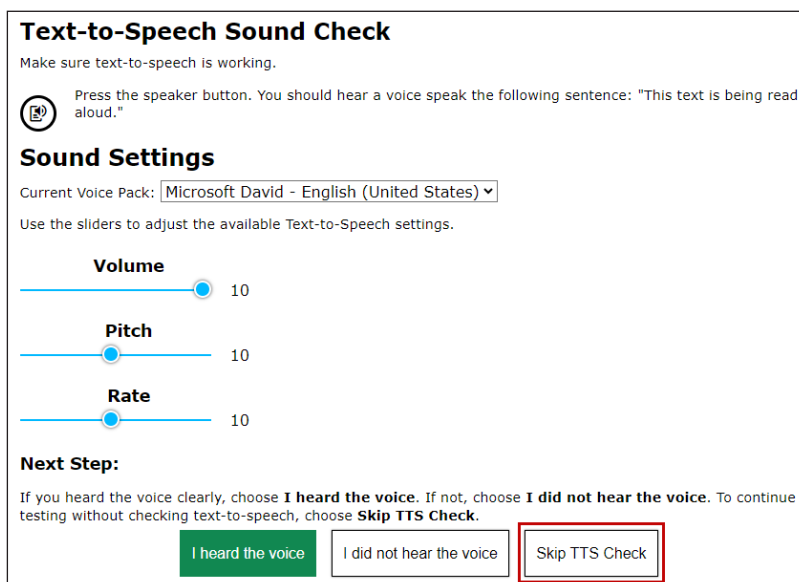 Text-to-Speech Sound Check
Make sure text-to-speech is working.
Press the speaker button. You should hear a voice speak the following sentence: "This text is being read
aloud."
Sound Settings
Current Voice Pack: Microsoft David - English (United States)
Use the sliders to adjust the available Text-to-Speech settings.
Volume
10
Pitch
10
Rate
10
Next Step:
If you heard the voice clearly, choose I heard the voice. If not, choose I did not hear the voice. To continue
testing without checking text-to-speech, choose Skip TTS Check.
I heard the voice I did not hear the voice Skip TTS Check